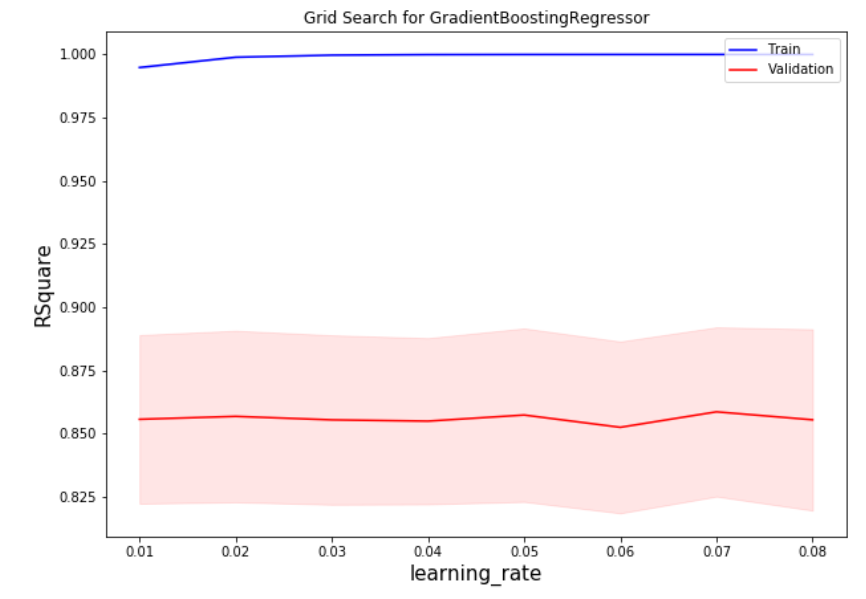 Grid Search for GradientBoostingRegressor
Train
Validation
RSquare
1.000
0.975
0.950
0.925
0.900
0.875
0.850
0.825
0.01 0.02 0.03 0.04 0.05 0.06 0.07 0.08
learning_rate